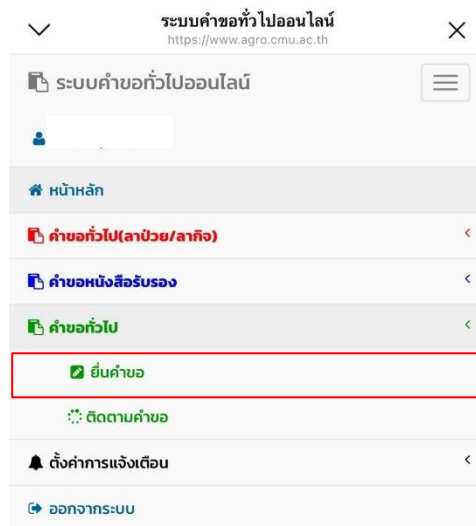 ระบบคำขอทั่วไปออนไลน์
https://www.agro.cmu.ac.th
ระบบคำขอทั่วไปออนไลน์
หน้าหลัก
คำขอทั่วไป(ลาป่วย/ลากิจ)
คำขอหนังสือรับรอง
คำขอทั่วไป
ยื่นคำขอ
ติดตามคำขอ
ตั้งค่าการแจ้งเตือน
ออกจากระบบ